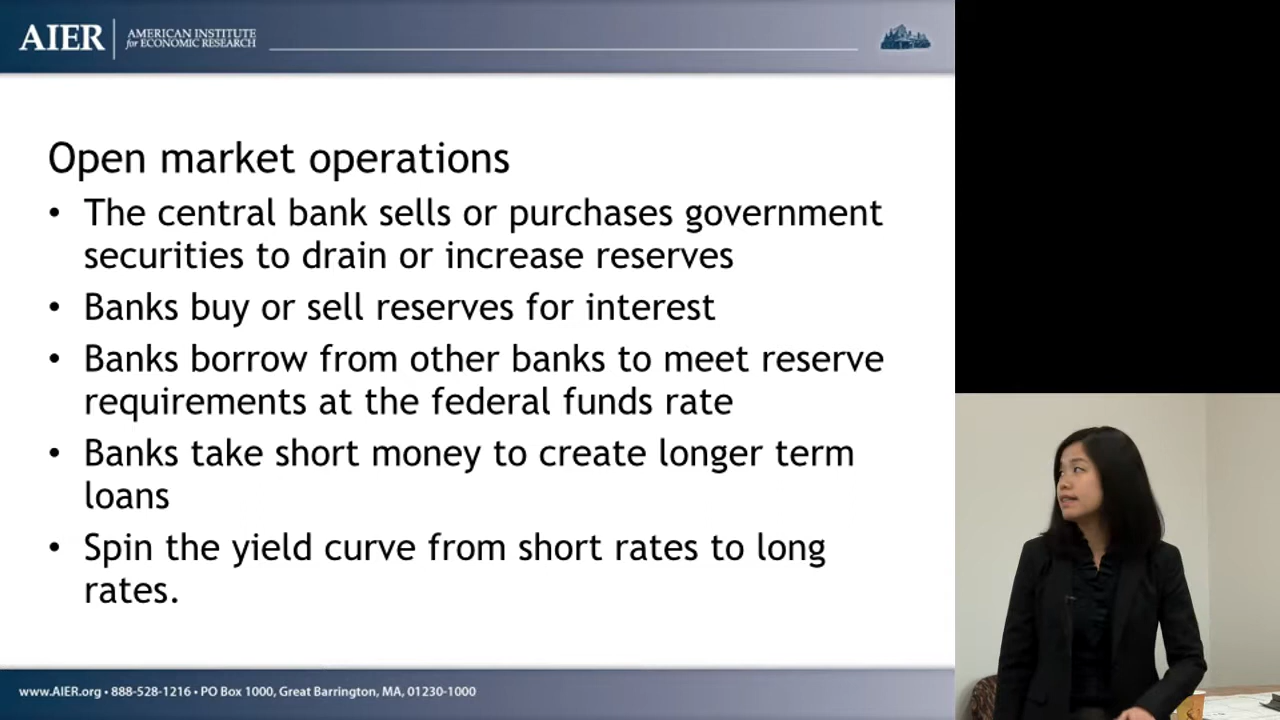 AIER
AMERICAN INSTITUTE
for ECONOMIC RESEARCH
Open market operations
• The central bank sells or purchases government
securities to drain or increase reserves
• Banks buy or sell reserves for interest
• Banks borrow from other banks to meet reserve
requirements at the federal funds rate
• Banks take short money to create longer term
loans
• Spin the yield curve from short rates to long
rates.
www.AIER.org • 888-528-1216 • PO Box 1000, Great Barrington, MA, 01230-1000